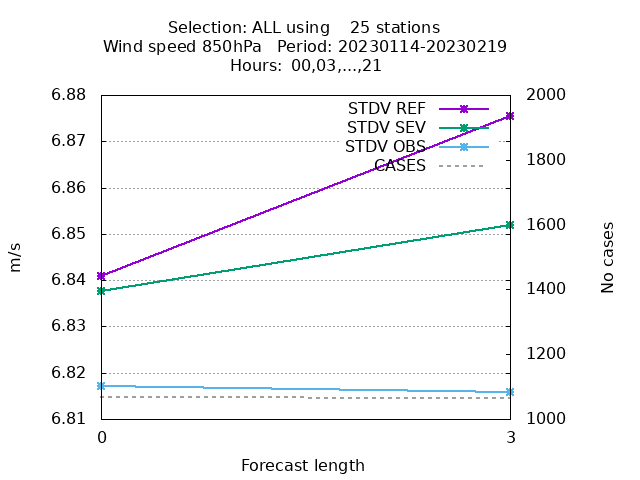 Selection: ALL using    25 stations
Wind speed 850hPa   Period: 20230114-20230219
Hours:  00,03,...,21
6.88
6.87
6.86
6.85
6.84
6.83
6.82
6.81
m/s
STDV REF
STDV SEV
STDV OBS
CASES
2000
1800
1600
1400
1200
1000
No cases
0
3
Forecast length